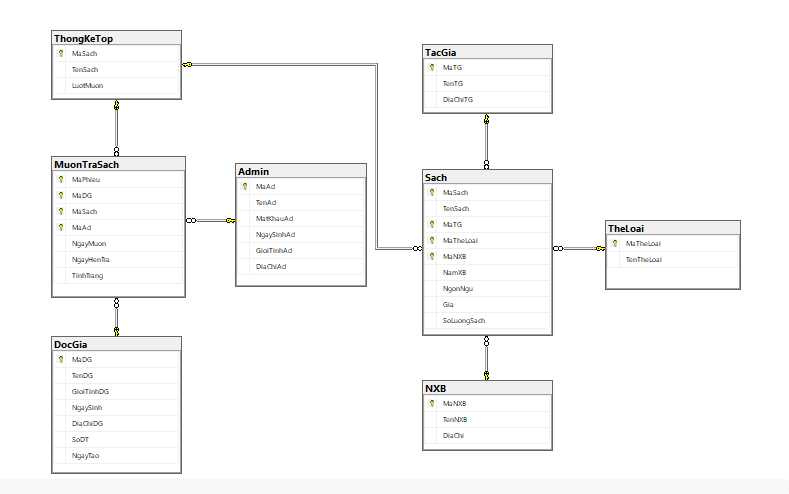 ThongKeTop
MaSach
TenSach
LuotMuon
MuonTraSach
MaPhieu
MaDG
MaSach
MaAd
NgayMuon
NgayHenTra
TinhTrang
DocGia
MaDG
TenDG
GioiTinhDG
NgaySinh
DiaChiDG
SoDT
NgayTao
Admin
MaAd
TenAd
MatKhauAd
NgaySinhAd
GioiTinhAd
DiaChiAd
TacGia
MaTG
TenTG
DiaChiTG
Sach
MaSach
TenSach
MaTG
MaTheLoai
MaNXB
NamXB
NgonNgu
Gia
SoLuongSach
NXB
MaNXB
TenNXB
DiaChi
TheLoai
MaTheLoai
TenTheLoai